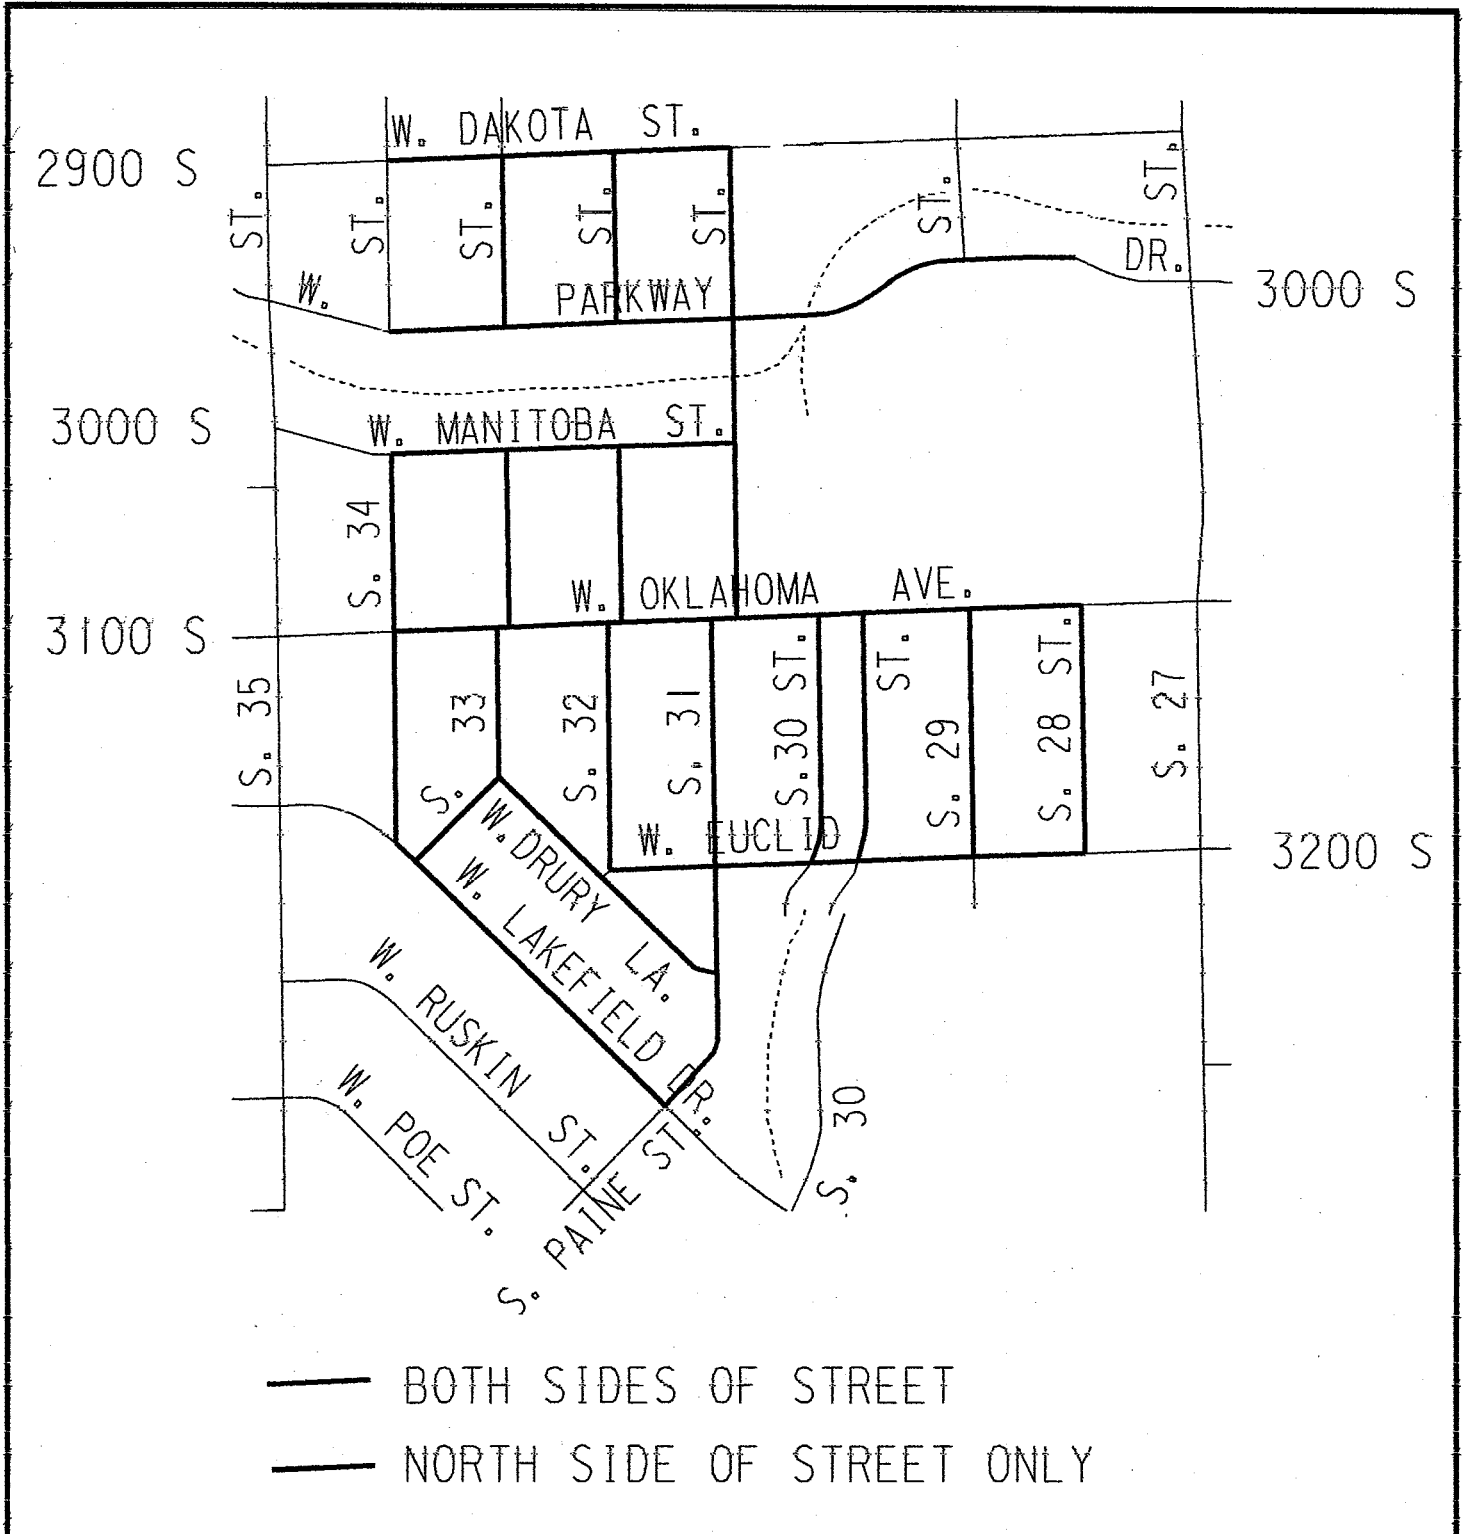 W. DAKOTA ST.
2900 S
ST. ST. ST. ST. ST. ST. ST.
W. PARKWAY DR.
3000 S
3000 S
W. MANITOBA ST.
S. 34
W. OKLAHOMA AVE.
3100 S
S. 35
S. 33
S. 32
S. 31
S. 30 ST.
ST.
S. 29
S. 28 ST.
S. 27
W. EUCLID
3200 S
W. DRURY LA.
W. LAKEFIELD DR.
W. RUSKIN ST.
W. POE ST.
S. PAINE ST.
S. 30
BOTH SIDES OF STREET
NORTH SIDE OF STREET ONLY